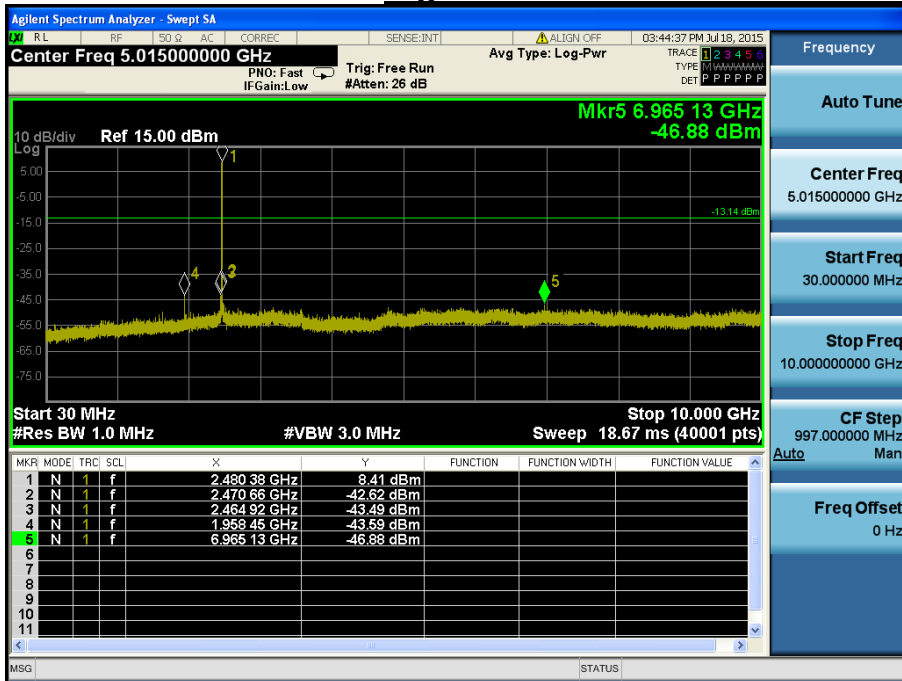 Agilent Spectrum Analyzer - Swept SA
LXI RL RF 50 Ω AC CORREC SENSE:INT ALIGN OFF 03:44:37 PM Jul 18, 2015
Center Freq 5.015000000 GHz
PNO: Fast
IFGain:Low
Trig: Free Run
#Atten: 26 dB
Avg Type: Log-Pwr
TRACE 1 2 3 4 5 6
TYPE M W W W W W
DET P P P P P P
Mkr5 6.965 13 GHz
-46.88 dBm
10 dB/div Ref 15.00 dBm
Log
5.00
-5.00
-15.0
-25.0
-35.0
-45.0
-55.0
-65.0
-75.0
1
-13.14 dBm
4
5
Start 30 MHz
Stop 10.000 GHz
#Res BW 1.0 MHz
#VBW 3.0 MHz
Sweep 18.67 ms (40001 pts)
MKR MODE TRC SCL X Y FUNCTION FUNCTION WIDTH FUNCTION VALUE
1 N 1 f 2.480 38 GHz 8.41 dBm
2 N 1 f 2.470 66 GHz -42.62 dBm
3 N 1 f 2.464 92 GHz -43.49 dBm
4 N 1 f 1.958 45 GHz -43.59 dBm
5 N 1 f 6.965 13 GHz -46.88 dBm
6
7
8
9
10
11
MSG
STATUS
Frequency
Auto Tune
Center Freq
5.015000000 GHz
Start Freq
30.000000 MHz
Stop Freq
10.000000000 GHz
CF Step
997.000000 MHz
Auto Man
Freq Offset
0 Hz